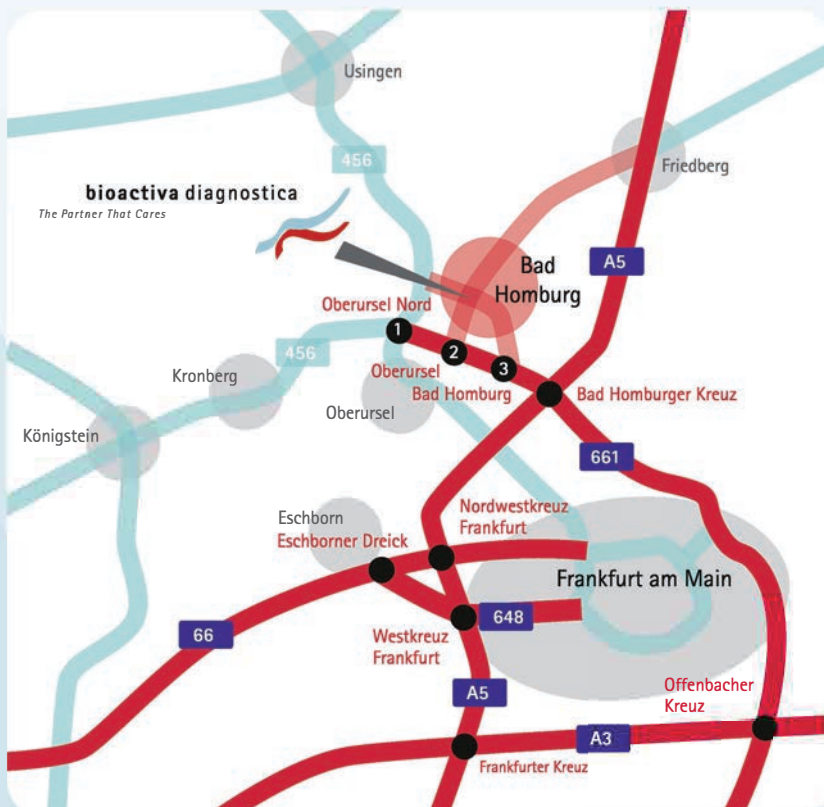 Usingen
456
Friedberg
bioactiva diagnostica
The Partner That Cares
A5
Bad
Homburg
Oberursel Nord
1
2
3
456
Oberursel
Bad Homburg
Bad Homburger Kreuz
Kronberg
Oberursel
Königstein
661
Nordwestkreuz
Frankfurt
Eschborn
Eschborner Dreick
Frankfurt am Main
648
66
Westkreuz
Frankfurt
A5
Offenbacher
Kreuz
A3
Frankfurter Kreuz